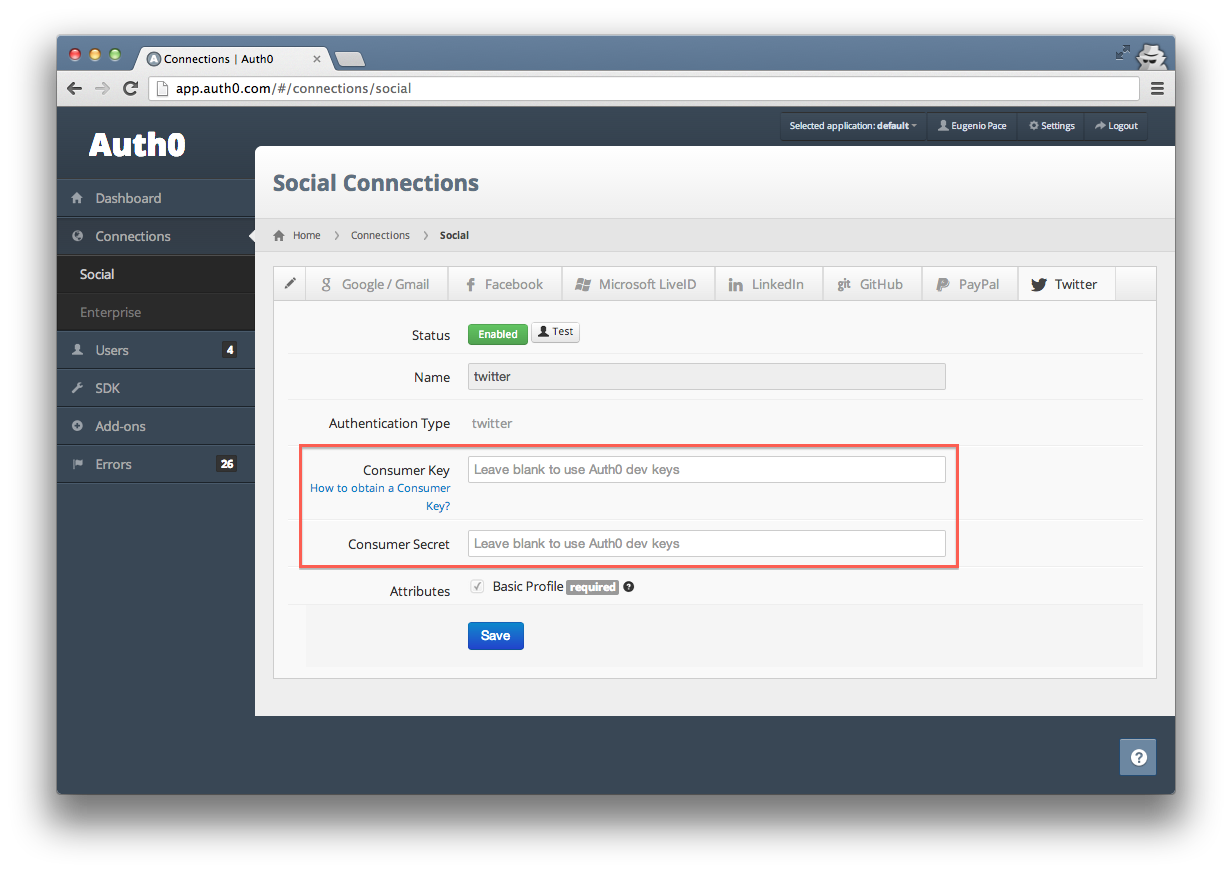 Connections | Auth0
app.auth0.com/#/connections/social
Selected application: default
Eugenio Pace
Settings
Logout
Auth0
Dashboard
Connections
Social
Enterprise
Users 4
SDK
Add-ons
Errors 26
Social Connections
Home
Connections
Social
Google / Gmail
Facebook
Microsoft LiveID
LinkedIn
git GitHub
PayPal
Twitter
Status Enabled Test
Name twitter
Authentication Type twitter
Consumer Key Leave blank to use Auth0 dev keys
How to obtain a Consumer
Key?
Consumer Secret Leave blank to use Auth0 dev keys
Attributes Basic Profile required ?
Save
?